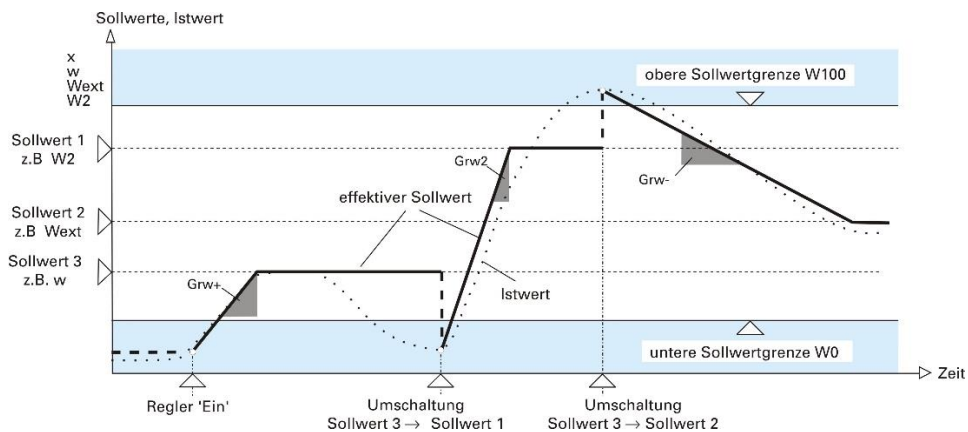 Sollwerte, Istwert
x
w
Wext
W2
obere Sollwertgrenze W100
Sollwert 1
z.B W2
Grw2
Grw-
effektiver Sollwert
Sollwert 2
z.B Wext
Sollwert 3
z.B. w
Grw+
Istwert
untere Sollwertgrenze W0
Zeit
Regler 'Ein'
Umschaltung
Sollwert 3 → Sollwert 1
Umschaltung
Sollwert 3 → Sollwert 2